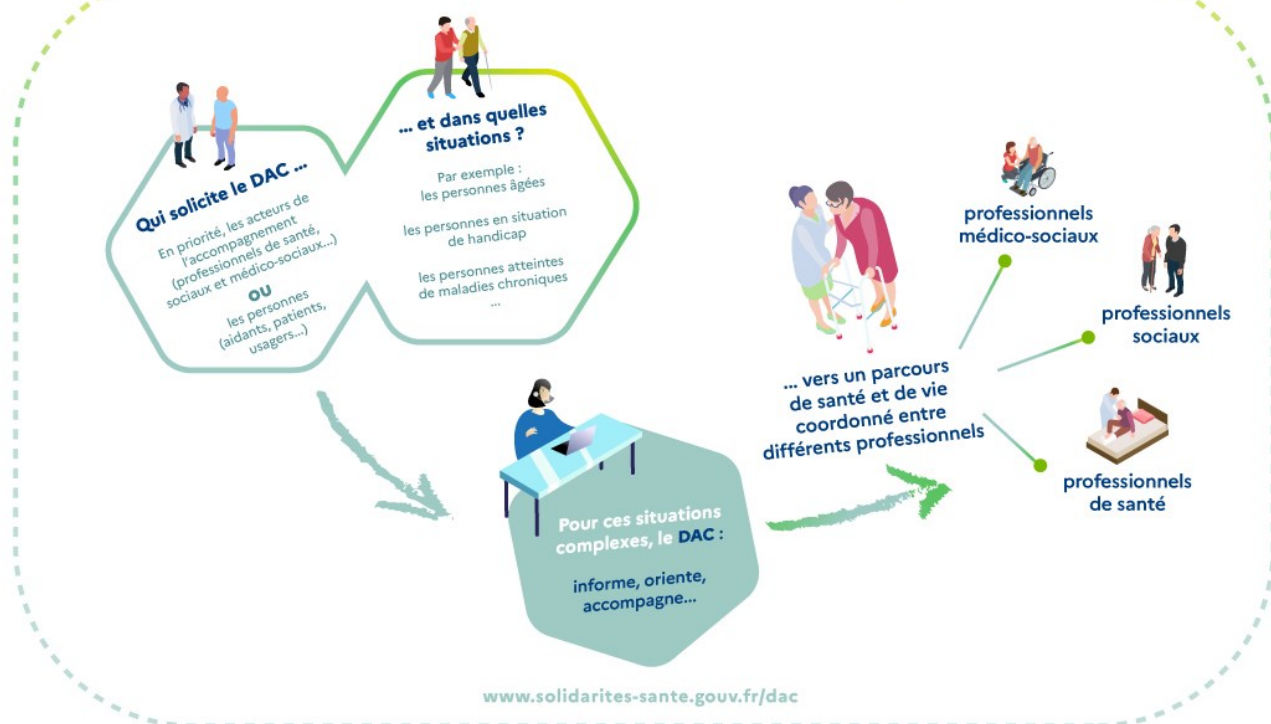 Qui solicite le DAC ...
En priorité, les acteurs de
l'accompagnement
(professionnels de santé,
sociaux et médico-sociaux...)
OU
les personnes
(aidants, patients,
usagers...)
... et dans quelles
situations ?
Par exemple :
les personnes âgées
les personnes en situation
de handicap
les personnes atteintes
de maladies chroniques
...
Pour ces situations
complexes, le DAC :
informe, oriente,
accompagne...
... vers un parcours
de santé et de vie
coordonné entre
différents professionnels
professionnels
médico-sociaux
professionnels
sociaux
professionnels
de santé
www.solidarites-sante.gouv.fr/dac